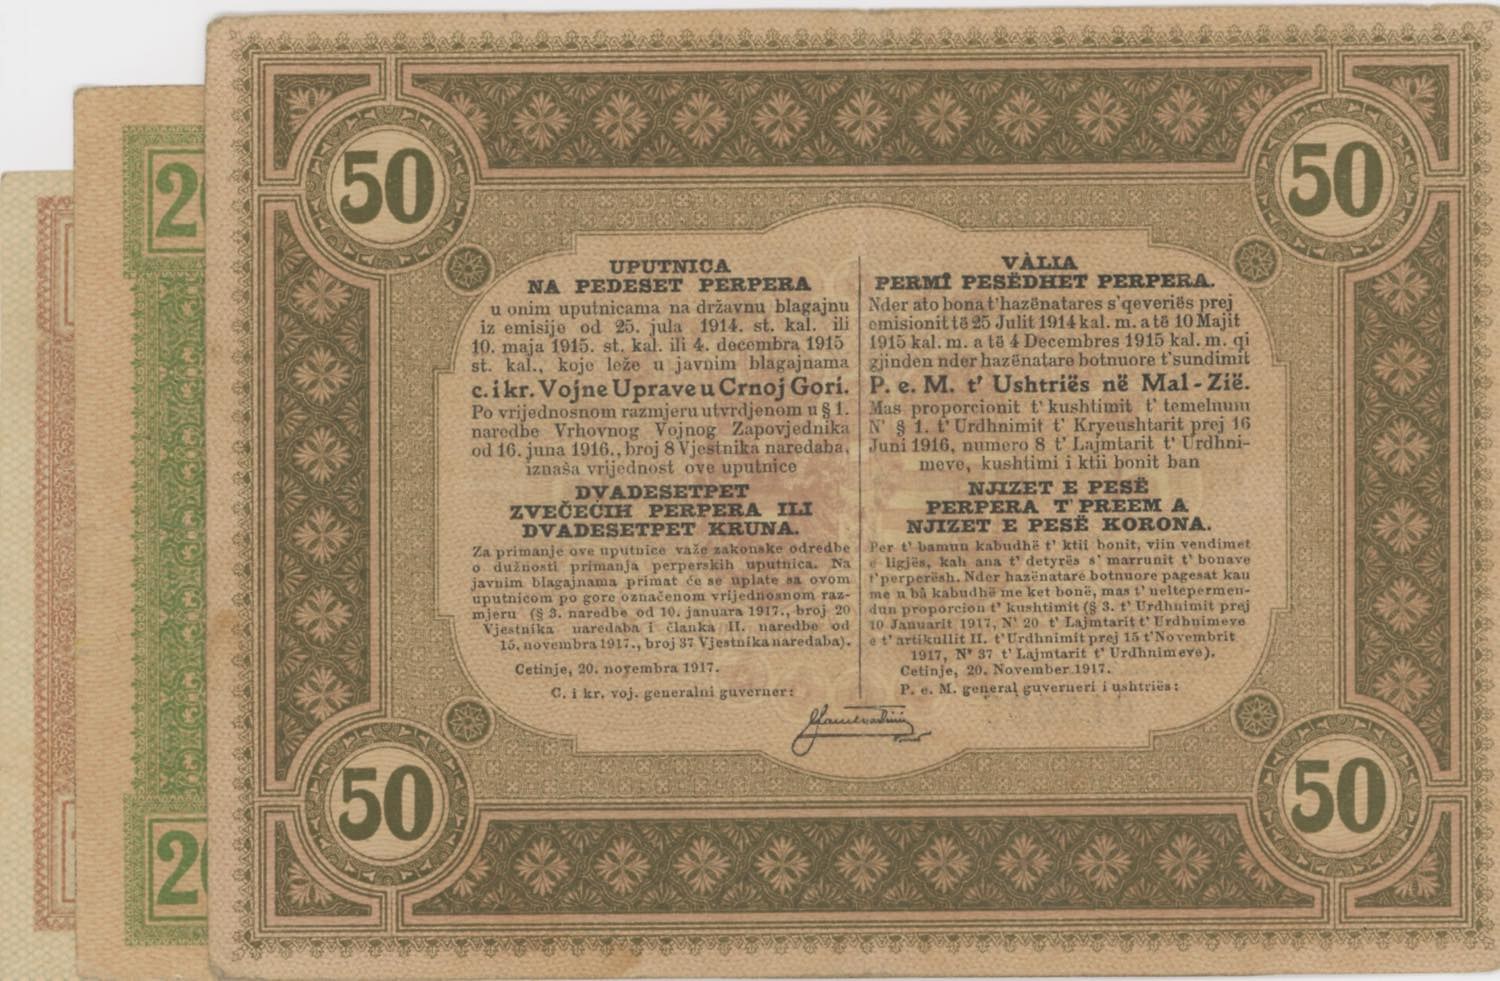 50
50
20
UPUTNICA
NA PEDESET PERPERA
u onim uputnicama na državnu blagajnu
iz emisije od 25. jula 1914. st. kal. ili
10. maja 1915. st. kal. ili 4. decembra 1915
st. kal., koje leže u javnim blagajnama
c. i kr. Vojne Uprave u Crnoj Gori.
Po vrijednosnom razmjeru utvrdjenom u § 1.
naredbe Vrhovnog Vojnog Zapovjednika
od 16. juna 1916., broj 8 Vjestnika naredaba,
iznaša vrijednost ove uputnice
DVADESETPET
ZVEČEĆIH PERPERA ILI
DVADESETPET KRUNA.
Za primanje ove uputnice važe zakonske odredbe
o dužnosti primanja perperskih uputnica. Na
javnim blagajnama primat će se uplate sa ovom
uputnicom po gore označenom vrijednosnom raz-
mjeru (§ 3. naredbe od 10. januara 1917., broj 20
Vjestnika naredaba i članka II. naredbe od
15. novembra 1917., broj 37 Vjestnika naredaba).
Cetinje, 20. novembra 1917.
C. i kr. voj. generalni guverner:
VÀLIA
PERMÎ PESËDHET PERPERA.
Nder ato bona t'hazënatares s'qeveriës prej
emisionit të 25 Julit 1914 kal. m. a të 10 Majit
1915 kal. m. a të 4 Decembres 1915 kal. m. qi
gjinden nder hazënatare botnuore t'sundimit
P. e. M. t' Ushtriës në Mal-Zië.
Mas proporcionit t' kushtimit t' temelnum
N' § 1. t' Urdhnimit t' Kryeushtarit prej 16
Juni 1916, numero 8 t' Lajmtarit t' Urdhni-
meve, kushtimi i ktii bonit ban
NJIZET E PESË
PERPERA T' PREEM A
NJIZET E PESË KORONA.
Per t' bamun kabudhë t' ktii bonit, viin vendimet
e ligjës, kah ana t' detyrës s' marrunit t' bonave
t'perperësh. Nder hazënatare botnuore pagesat kan
me u bâ kabudhë me ket bonë, mas t' neltepermen-
dun proporcion t' kushtimit (§ 3. t' Urdhnimit prej
10 Januarit 1917, N° 20 t' Lajmtarit t' Urdhnimeve
e t' artikullit II. t' Urdhnimit prej 15 t'Novembrit
1917, N° 37 t' Lajmtarit t' Urdhnimeve).
Cetinje, 20. November 1917.
P. e. M. general guverneri i ushtriës:
50
50
20